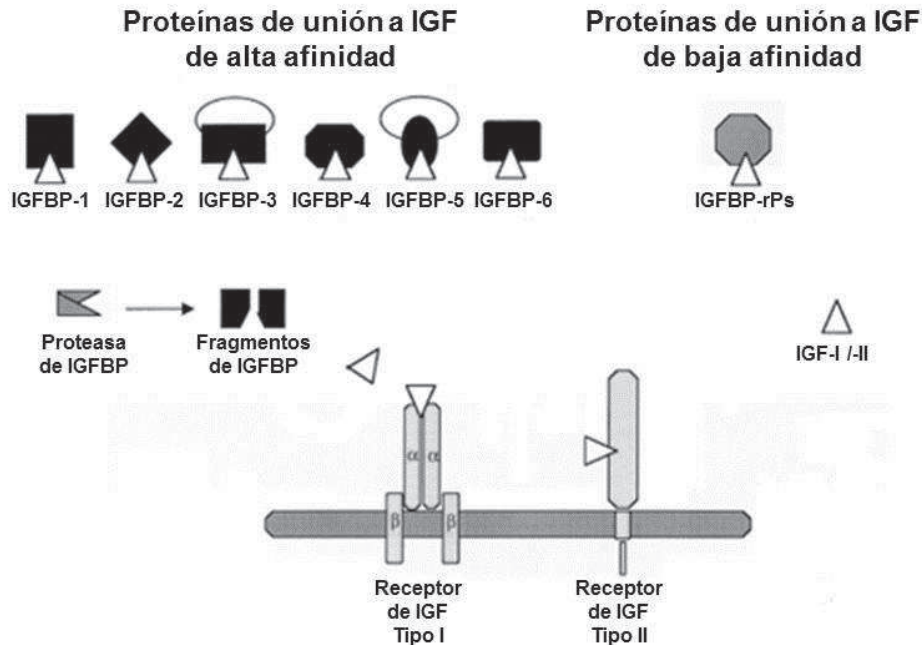 Proteínas de unión a IGF
de alta afinidad
Proteínas de unión a IGF
de baja afinidad
IGFBP-1
IGFBP-2
IGFBP-3
IGFBP-4
IGFBP-5
IGFBP-6
IGFBP-rPs
Proteasa
de IGFBP
Fragmentos
de IGFBP
IGF-I /-II
α
α
β
β
Receptor
de IGF
Tipo I
Receptor
de IGF
Tipo II